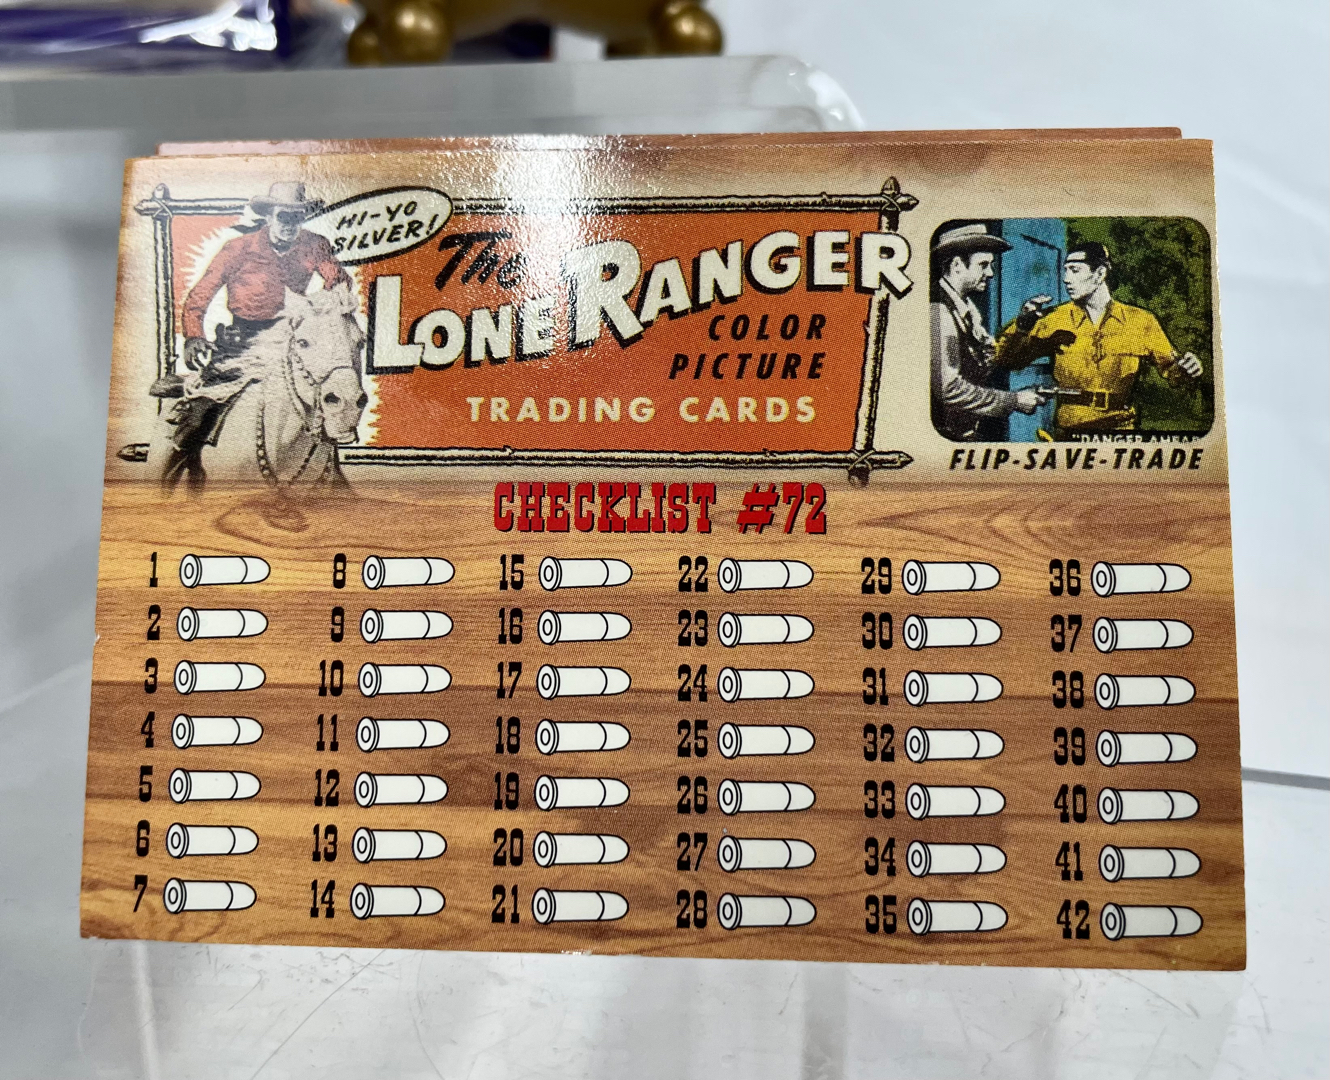 HI-YO
SILVER!
The
LONE RANGER
COLOR
PICTURE
TRADING CARDS
"DANGER AHEAD
FLIP-SAVE-TRADE
CHECKLIST #72
1 8 15 22 29 36
2 9 16 23 30 37
3 10 17 24 31 38
4 11 18 25 32 39
5 12 19 26 33 40
6 13 20 27 34 41
7 14 21 28 35 42